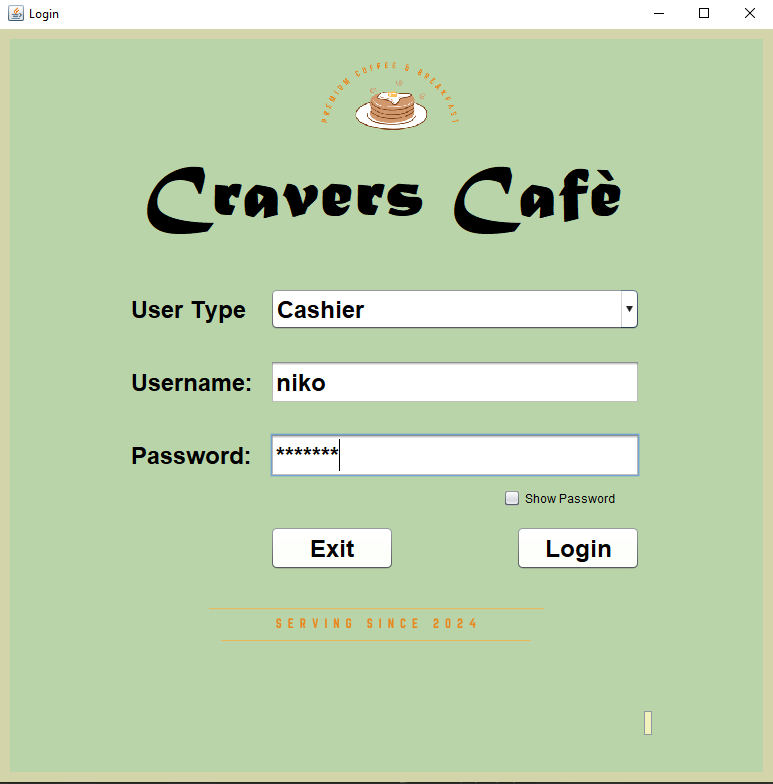 Login
PREMIUM COFFEE & BREAKFAST
Cravers Cafè
User Type
Cashier
Username:
niko
Password:
*******
Show Password
Exit
Login
SERVING SINCE 2024